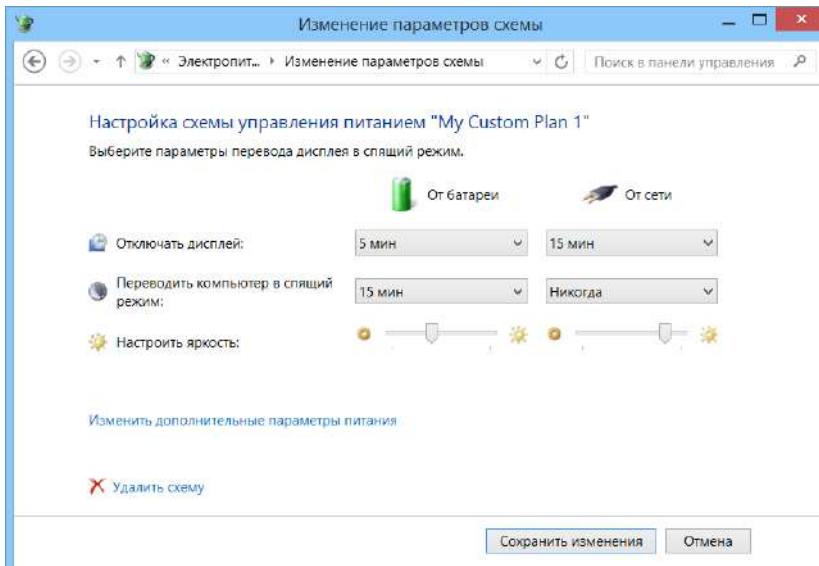 Изменение параметров схемы
« Электропит... Изменение параметров схемы Поиск в панели управления
Настройка схемы управления питанием "My Custom Plan 1"
Выберите параметры перевода дисплея в спящий режим.
От батареи От сети
Отключать дисплей: 5 мин 15 мин
Переводить компьютер в спящий
режим: 15 мин Никогда
Настроить яркость:
Изменить дополнительные параметры питания
Удалить схему
Сохранить изменения Отмена